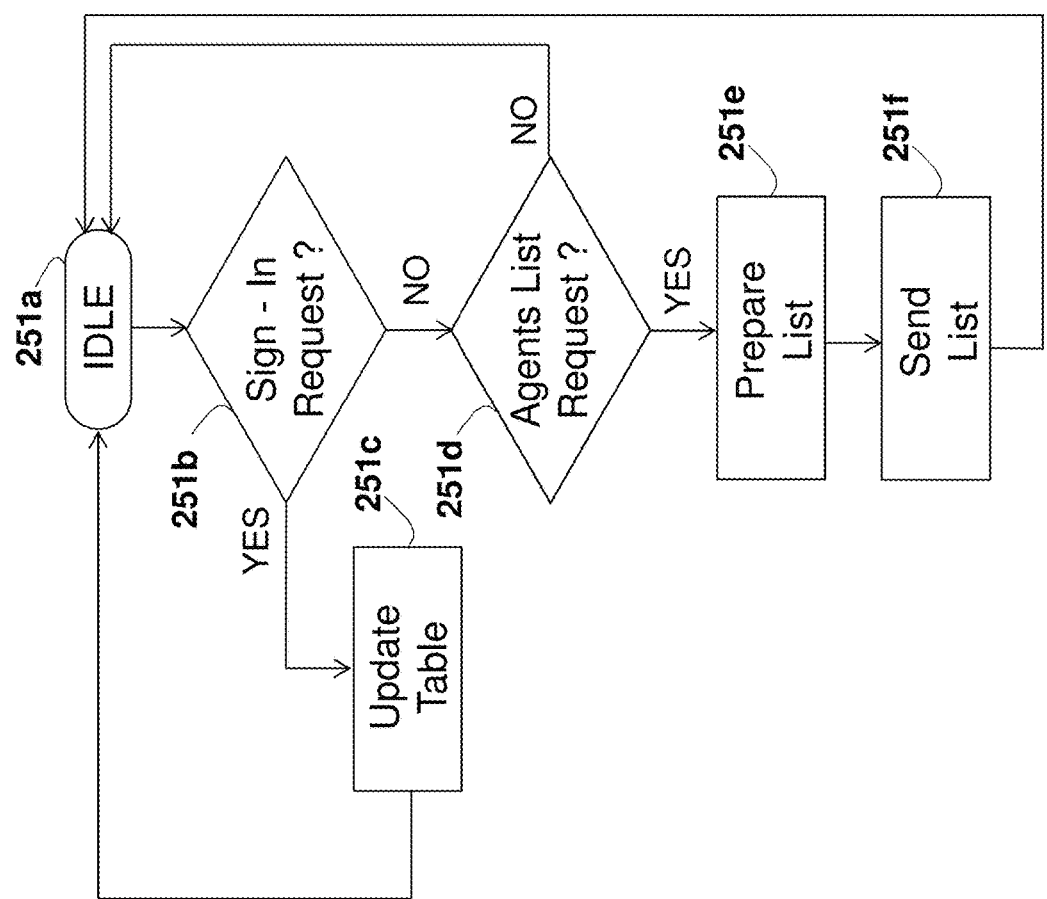 251a
IDLE
251b
Sign - In
Request ?
YES
NO
251c
Update
Table
251d
Agents List
Request ?
NO
YES
251e
Prepare
List
251f
Send
List